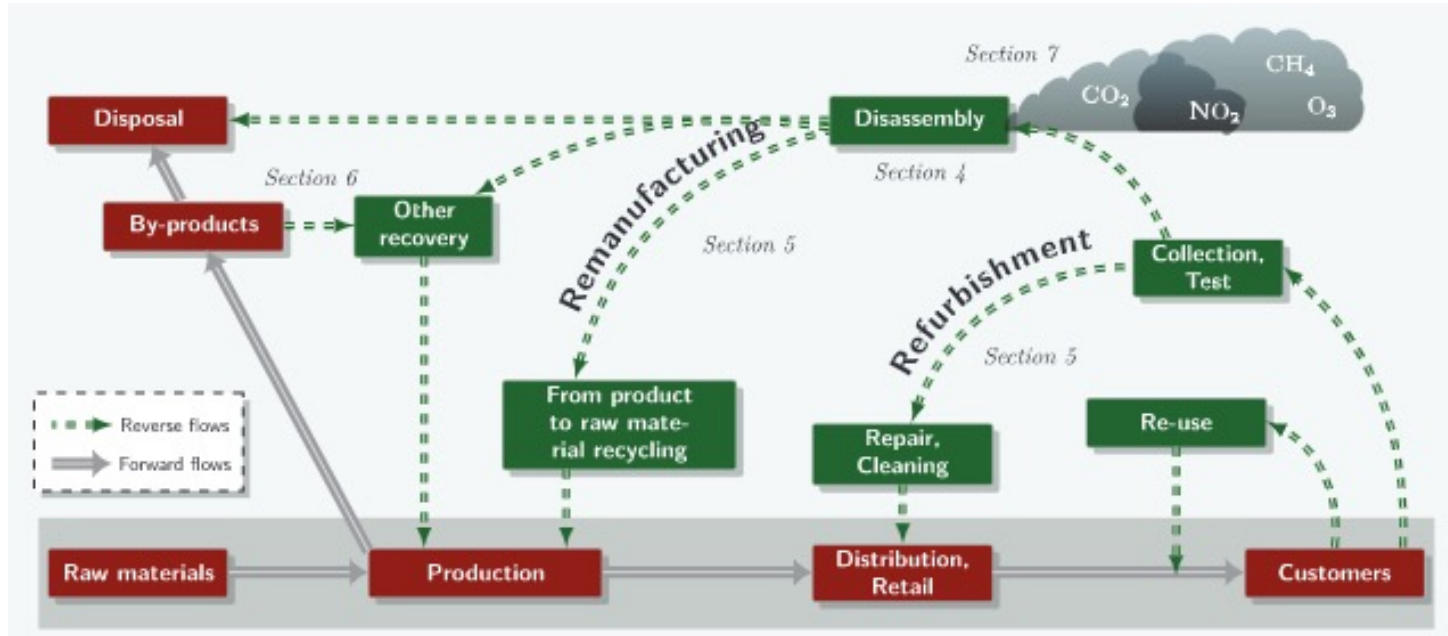 Section 7
CH₄
CO₂
NO₂
O₃
Disposal
Disassembly
Section 6
Section 4
By-products
Other
recovery
Remanufacturing
Section 5
Refurbishment
Collection,
Test
Section 5
From product
to raw mate-
rial recycling
Repair,
Cleaning
Re-use
Reverse flows
Forward flows
Raw materials
Production
Distribution,
Retail
Customers